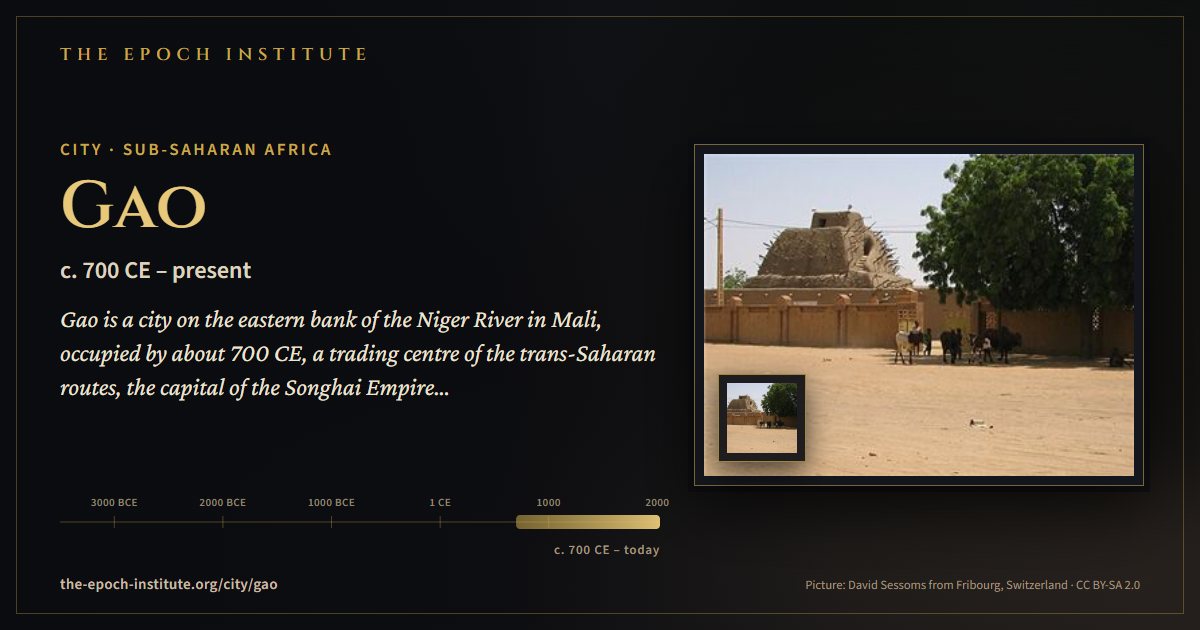 THE EPOCH INSTITUTE
CITY · SUB-SAHARAN AFRICA
GAO
c. 700 CE – present
Gao is a city on the eastern bank of the Niger River in Mali,
occupied by about 700 CE, a trading centre of the trans-Saharan
routes, the capital of the Songhai Empire...
3000 BCE 2000 BCE 1000 BCE 1 CE 1000 2000
c. 700 CE – today
the-epoch-institute.org/city/gao
Picture: David Sessoms from Fribourg, Switzerland · CC BY-SA 2.0